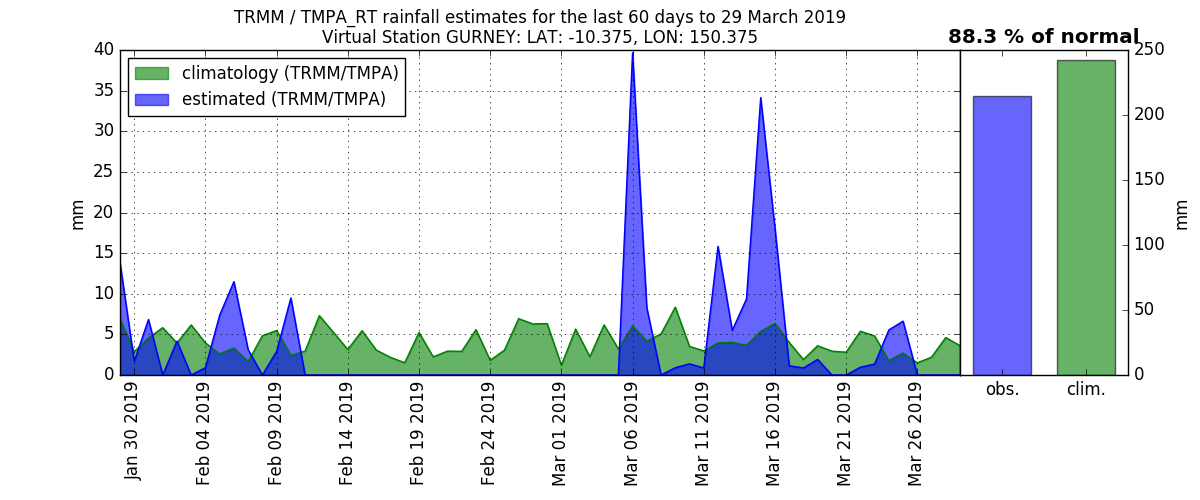 TRMM / TMPA_RT rainfall estimates for the last 60 days to 29 March 2019
Virtual Station GURNEY: LAT: -10.375, LON: 150.375
88.3 % of normal
climatology (TRMM/TMPA)
estimated (TRMM/TMPA)
mm
40
35
30
25
20
15
10
5
0
Jan 30 2019
Feb 04 2019
Feb 09 2019
Feb 14 2019
Feb 19 2019
Feb 24 2019
Mar 01 2019
Mar 06 2019
Mar 11 2019
Mar 16 2019
Mar 21 2019
Mar 26 2019
obs.
clim.
250
200
150
100
50
0
mm